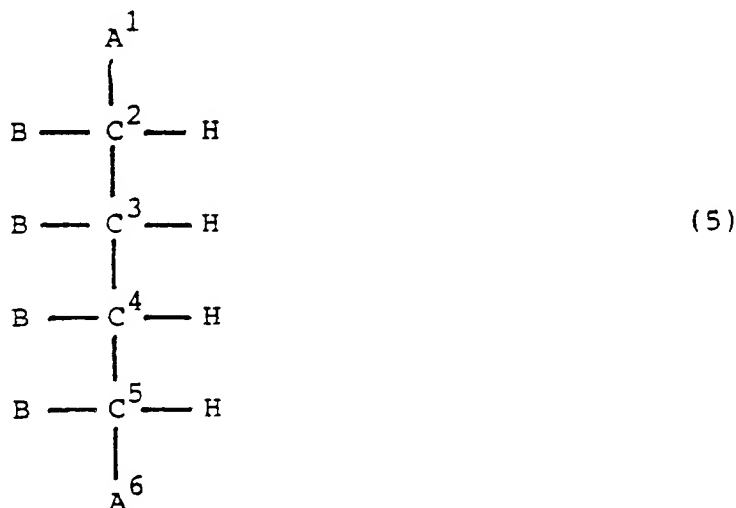 A¹
B — C² — H
B — C³ — H (5)
B — C⁴ — H
B — C⁵ — H
A⁶